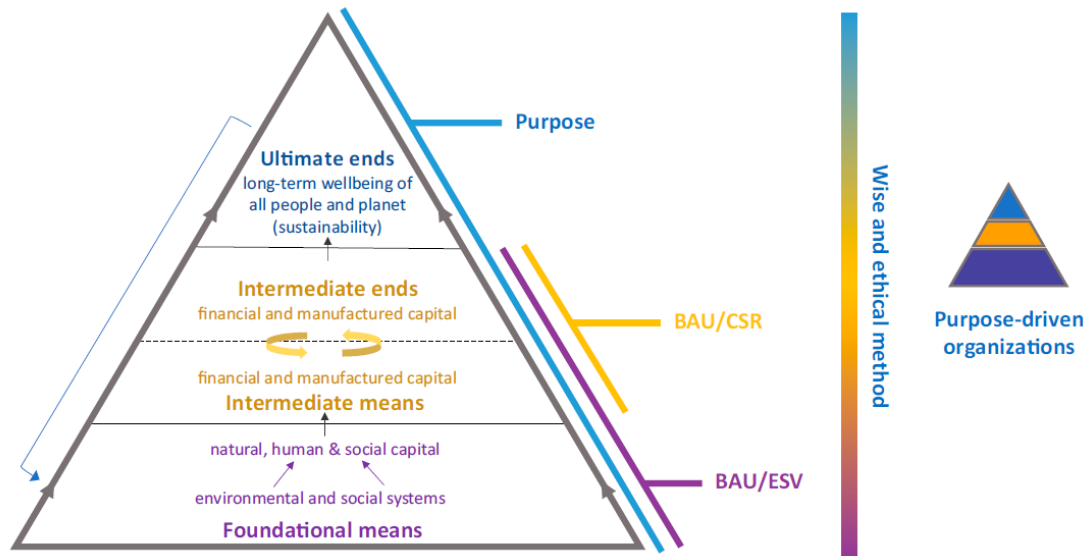 Purpose
Ultimate ends
long-term wellbeing of
all people and planet
(sustainability)
Intermediate ends
financial and manufactured capital
BAU/CSR
financial and manufactured capital
Intermediate means
natural, human & social capital
BAU/ESV
environmental and social systems
Foundational means
Wise and ethical method
Purpose-driven
organizations